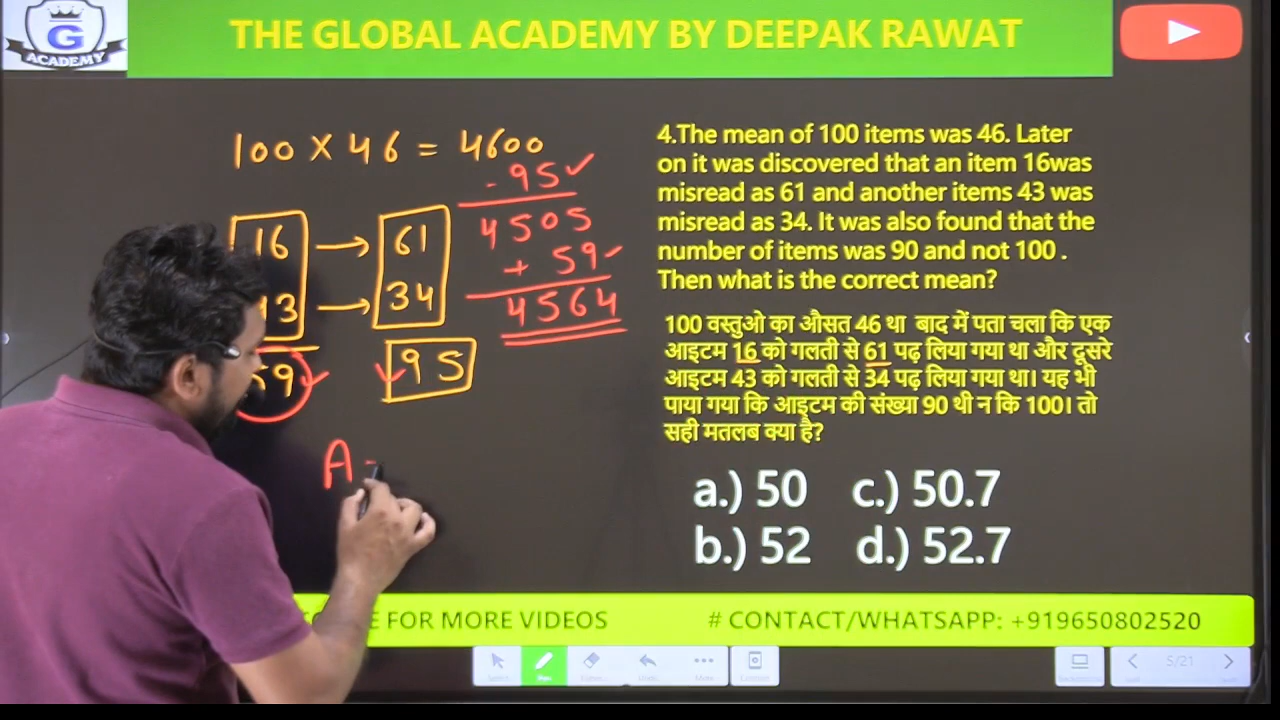 THE GLOBAL ACADEMY BY DEEPAK RAWAT
G
ACADEMY
100 X 46 = 4600
- 95 ✓
4505
+ 59
4564
16 → 61
→ 34
59
95
A
4.The mean of 100 items was 46. Later
on it was discovered that an item 16was
misread as 61 and another items 43 was
misread as 34. It was also found that the
number of items was 90 and not 100 .
Then what is the correct mean?
100 वस्तुओ का औसत 46 था बाद में पता चला कि एक
आइटम 16 को गलती से 61 पढ़ लिया गया था और दूसरे
आइटम 43 को गलती से 34 पढ़ लिया गया था। यह भी
पाया गया कि आइटम की संख्या 90 थी न कि 100। तो
सही मतलब क्या है?
a.) 50 c.) 50.7
b.) 52 d.) 52.7
FOR MORE VIDEOS # CONTACT/WHATSAPP: +919650802520
5/21